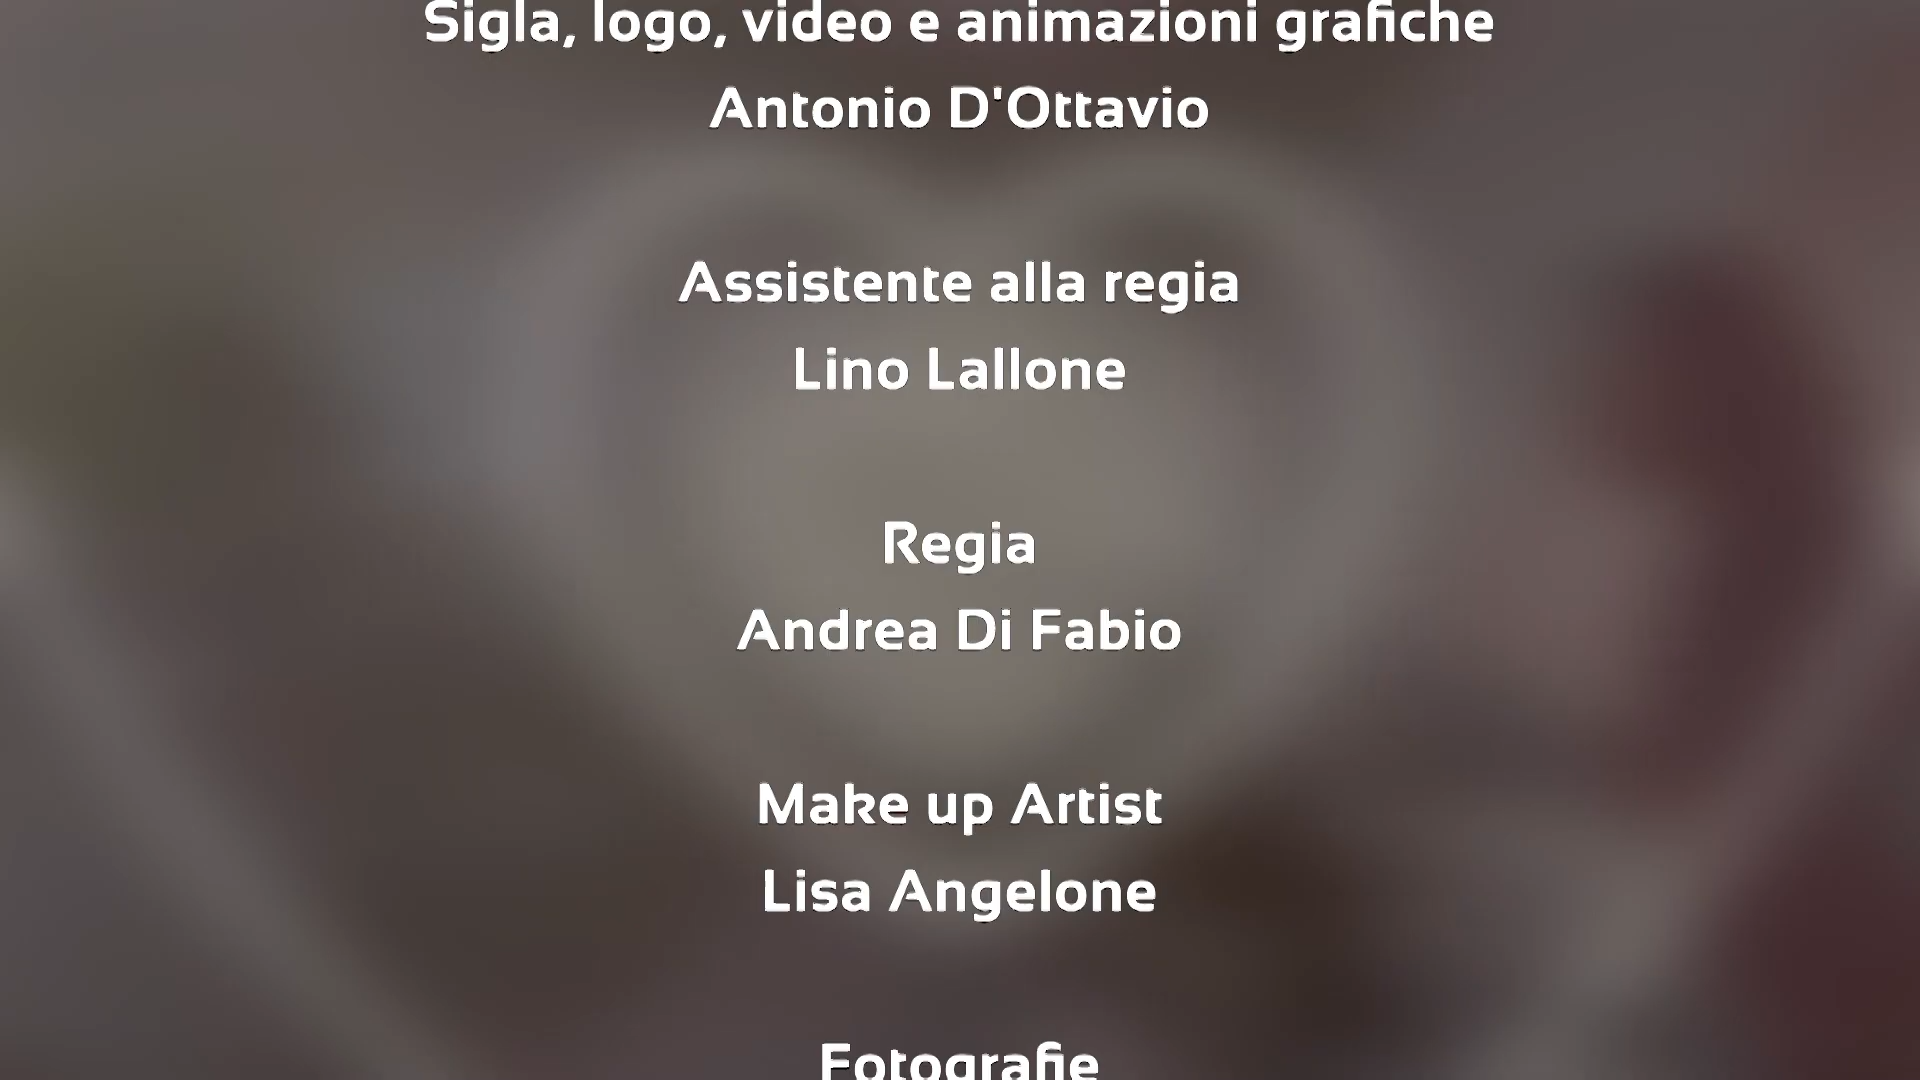 Sigla, logo, video e animazioni grafiche
Antonio D'Ottavio
Assistente alla regia
Lino Lallone
Regia
Andrea Di Fabio
Make up Artist
Lisa Angelone
Fotografie